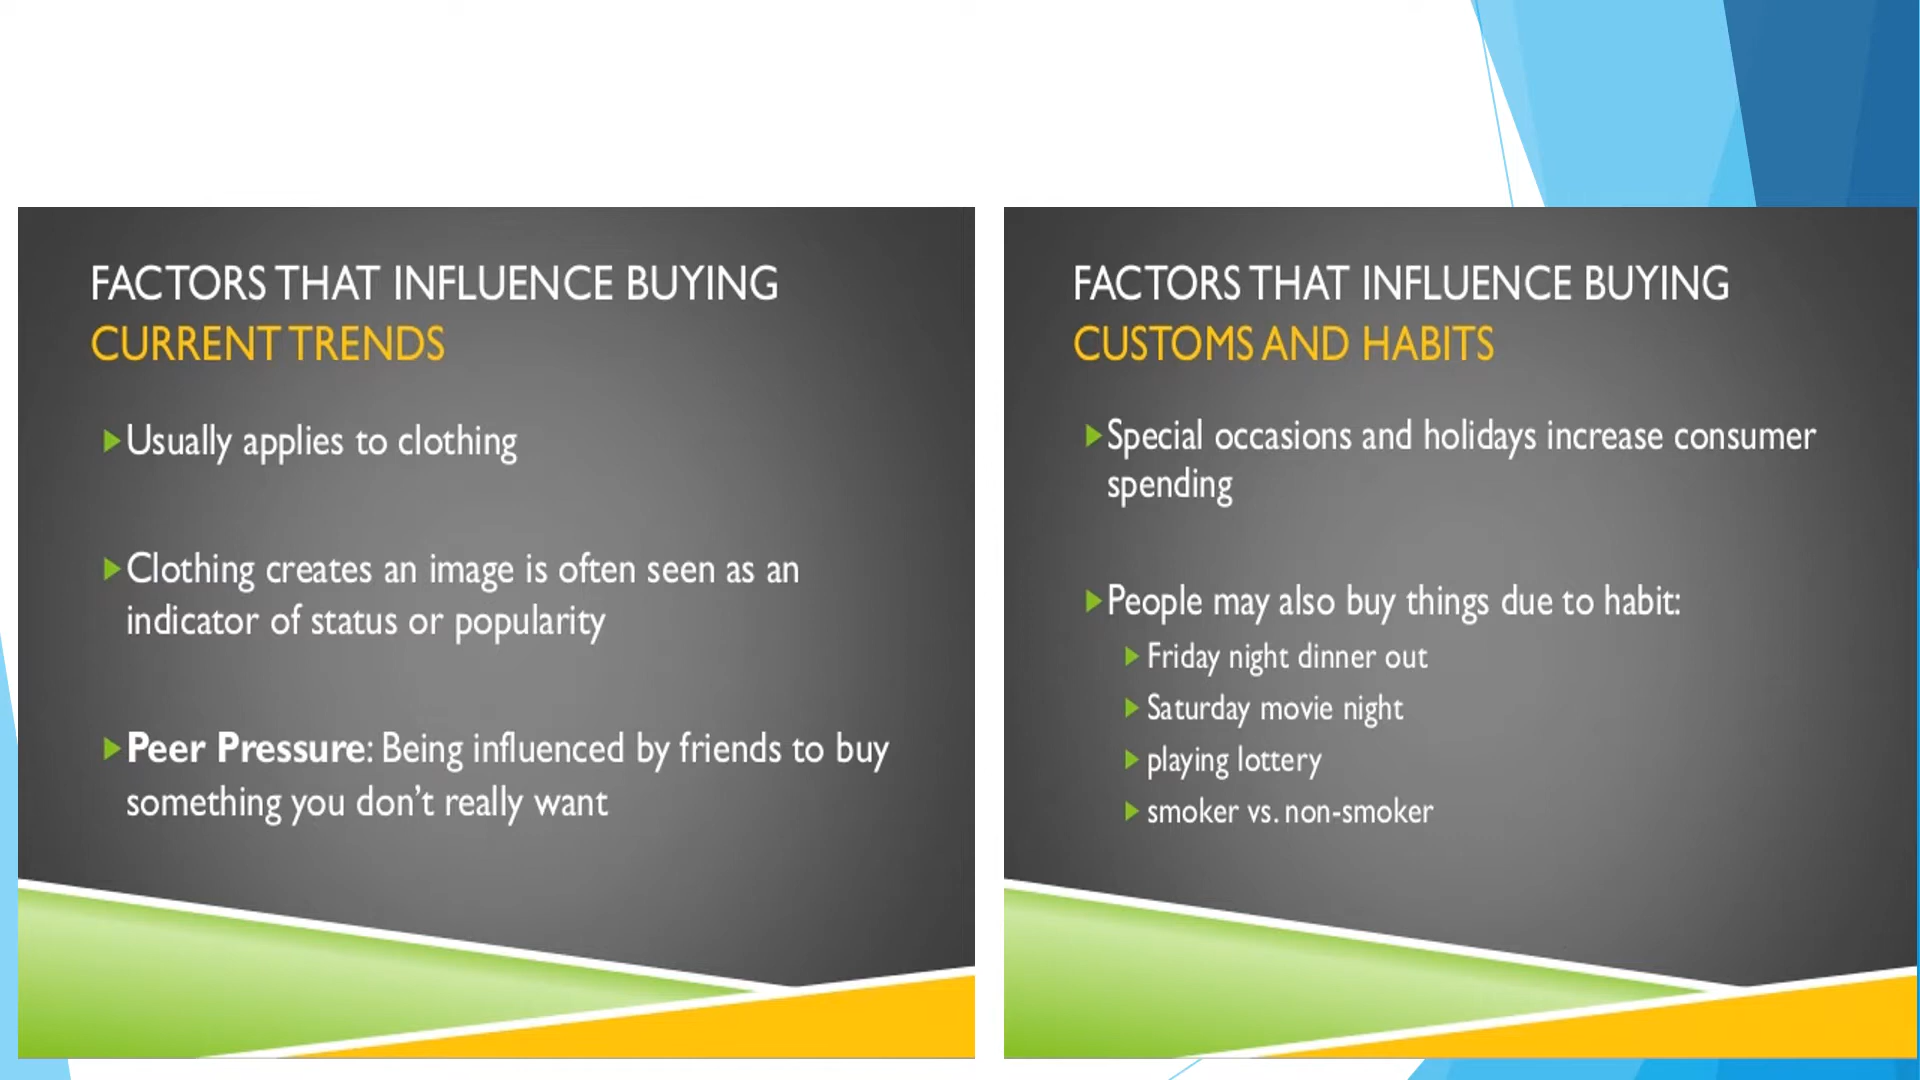 FACTORS THAT INFLUENCE BUYING
CURRENT TRENDS
Usually applies to clothing
Clothing creates an image is often seen as an
indicator of status or popularity
Peer Pressure: Being influenced by friends to buy
something you don’t really want
FACTORS THAT INFLUENCE BUYING
CUSTOMS AND HABITS
Special occasions and holidays increase consumer
spending
People may also buy things due to habit:
Friday night dinner out
Saturday movie night
playing lottery
smoker vs. non-smoker